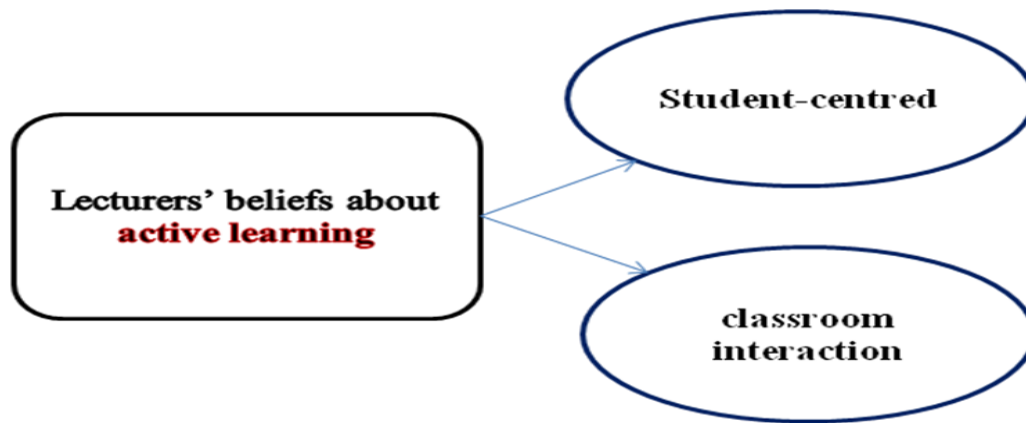 Student-centred
Lecturers’ beliefs about
active learning
classroom
interaction